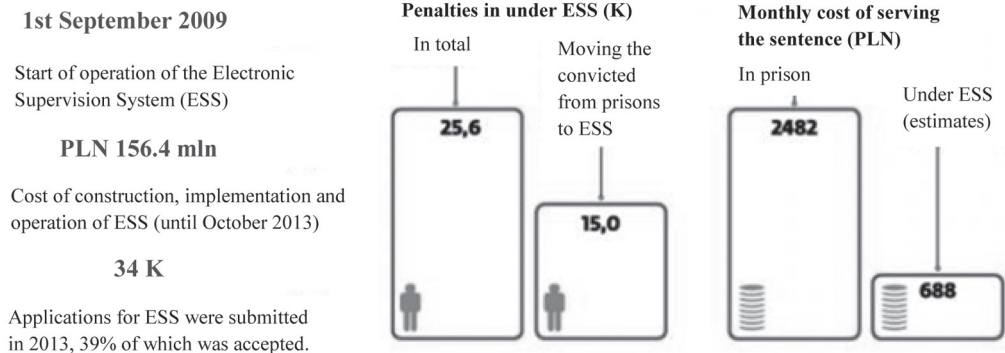 1st September 2009
Start of operation of the Electronic
Supervision System (ESS)
PLN 156.4 mln
Cost of construction, implementation and
operation of ESS (until October 2013)
34 K
Applications for ESS were submitted
in 2013, 39% of which was accepted.
Penalties in under ESS (K)
In total
25,6
Moving the
convicted
from prisons
to ESS
15,0
Monthly cost of serving
the sentence (PLN)
In prison
2482
Under ESS
(estimates)
688